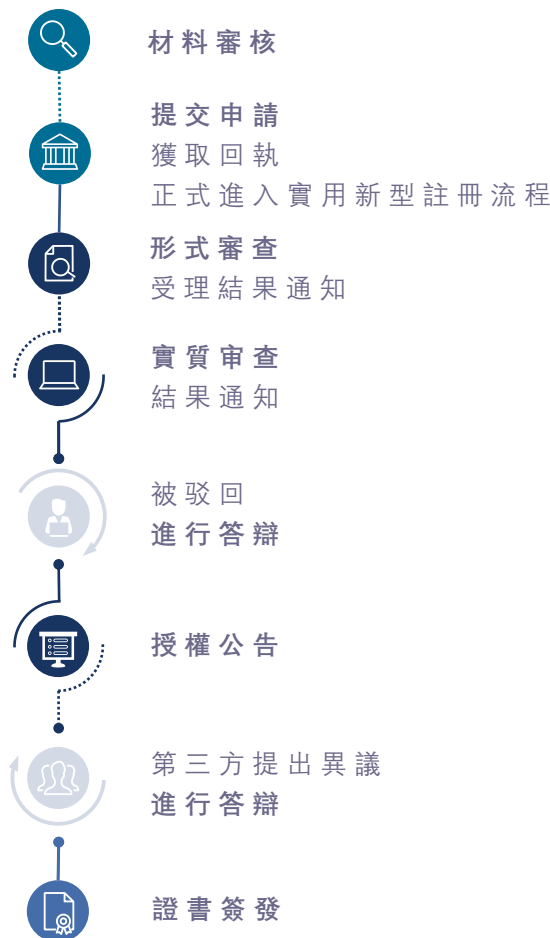 材料審核
提交申請
獲取回執
正式進入實用新型註冊流程
形式審查
受理結果通知
實質审查
結果通知
被驳回
進行答辯
授權公告
第三方提出異議
進行答辯
證書簽發